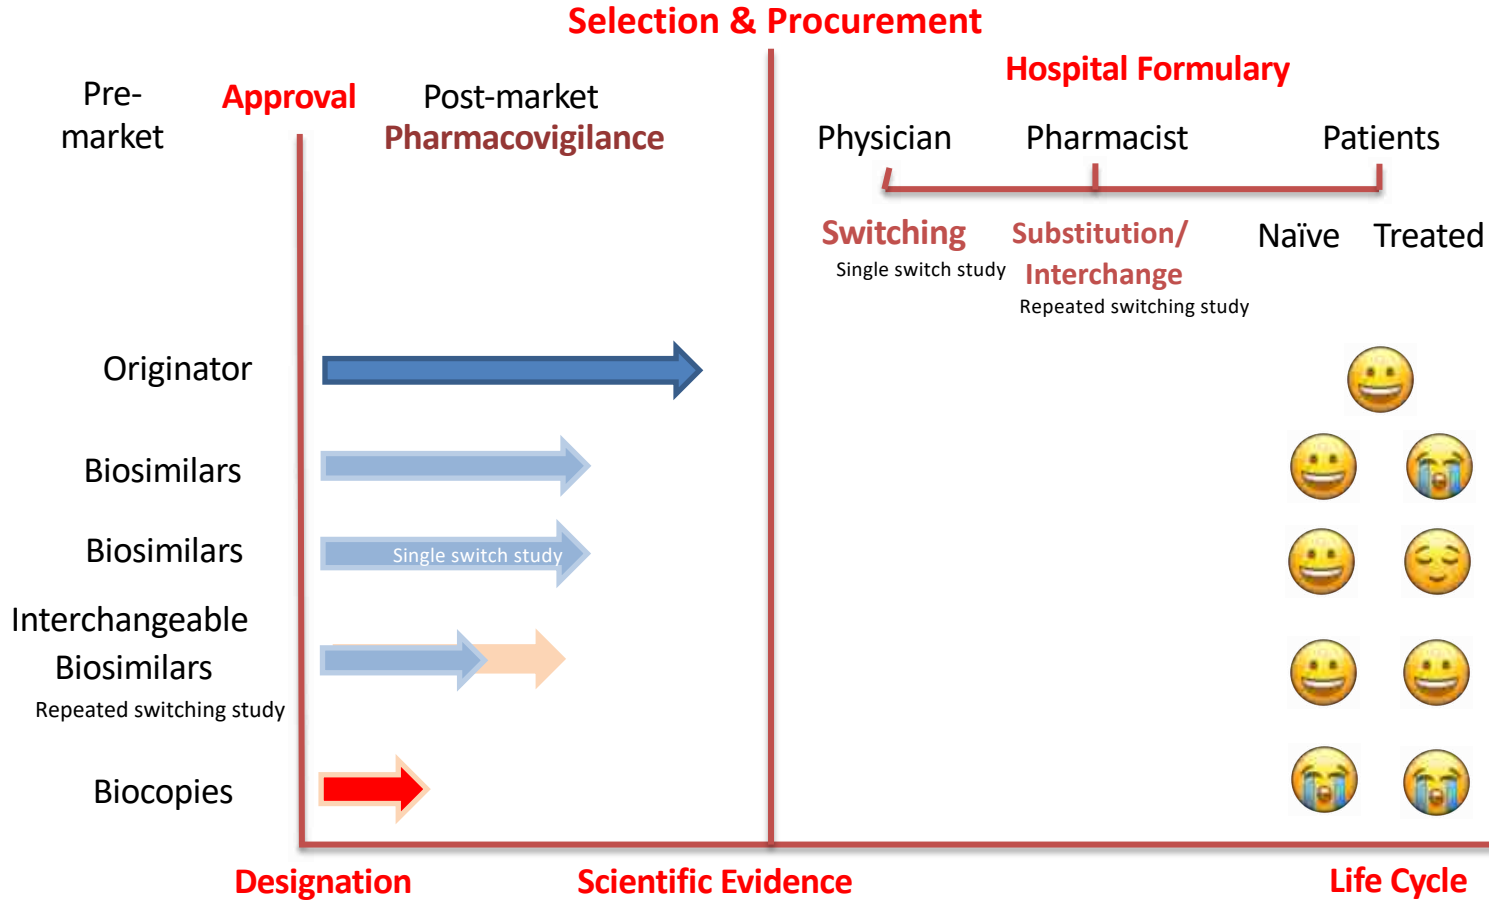 Selection & Procurement
Hospital Formulary
Pre-
market
Approval
Post-market
Pharmacovigilance
Physician
Pharmacist
Patients
Switching
Single switch study
Substitution/
Interchange
Repeated switching study
Naïve
Treated
Originator
Biosimilars
Biosimilars
Single switch study
Interchangeable
Biosimilars
Repeated switching study
Biocopies
Designation
Scientific Evidence
Life Cycle